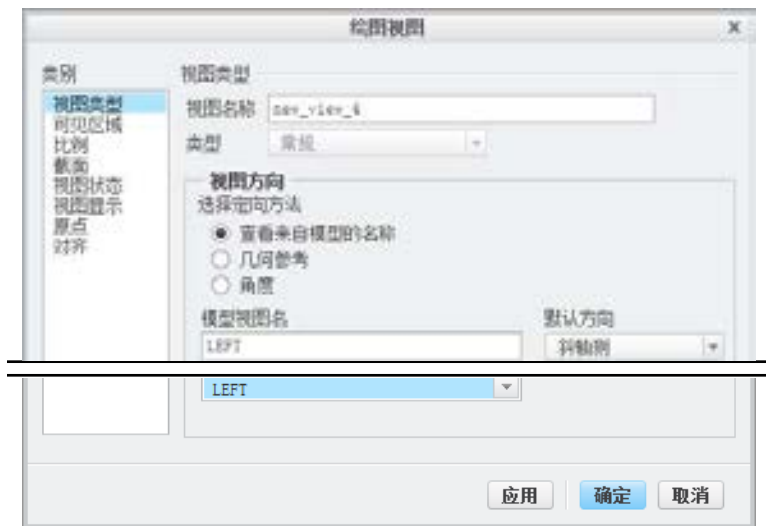 绘图视图
类别
视图类型
可见区域
比例
截面
视图状态
视图显示
原点
对齐
视图类型
视图名称 new_view_4
类型 常规
视图方向
选择定向方法
查看来自模型的名称
几何参考
角度
模型视图名 默认方向
LEFT 斜轴测
LEFT
应用 确定 取消